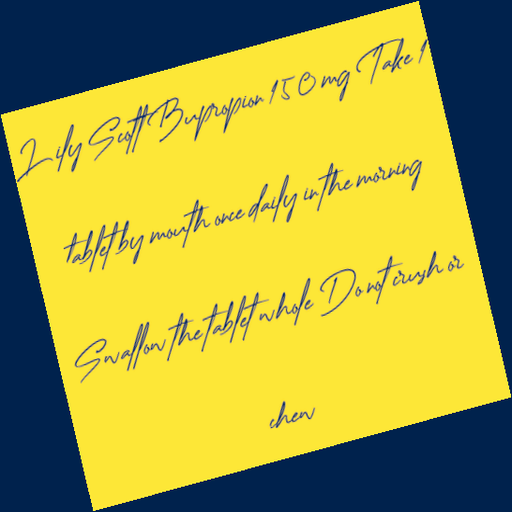 Lily Scott Bupropion 150 mg Take 1
tablet by mouth once daily in the morning
Swallow the tablet whole Do not crush or
chew